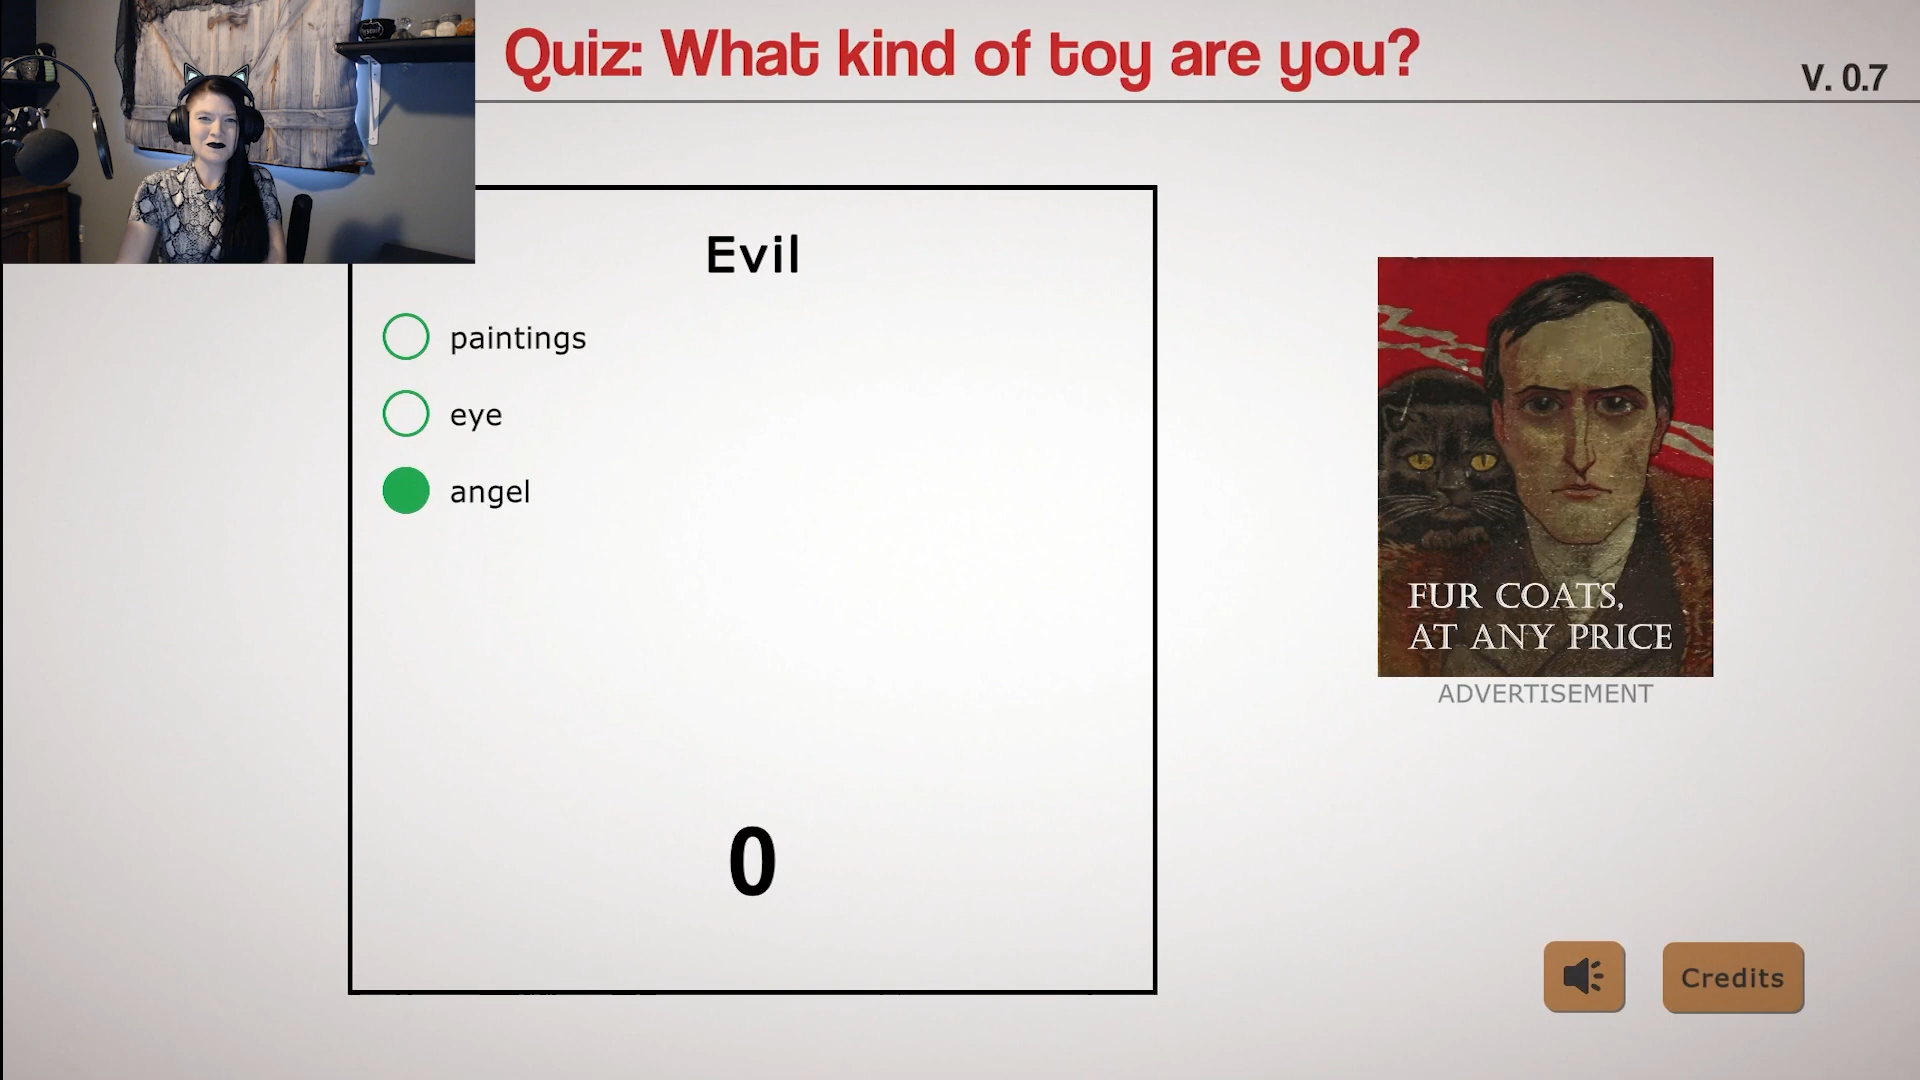 Quiz: What kind of toy are you?
V. 0.7
Evil
paintings
eye
angel
0
FUR COATS,
AT ANY PRICE
ADVERTISEMENT
Credits